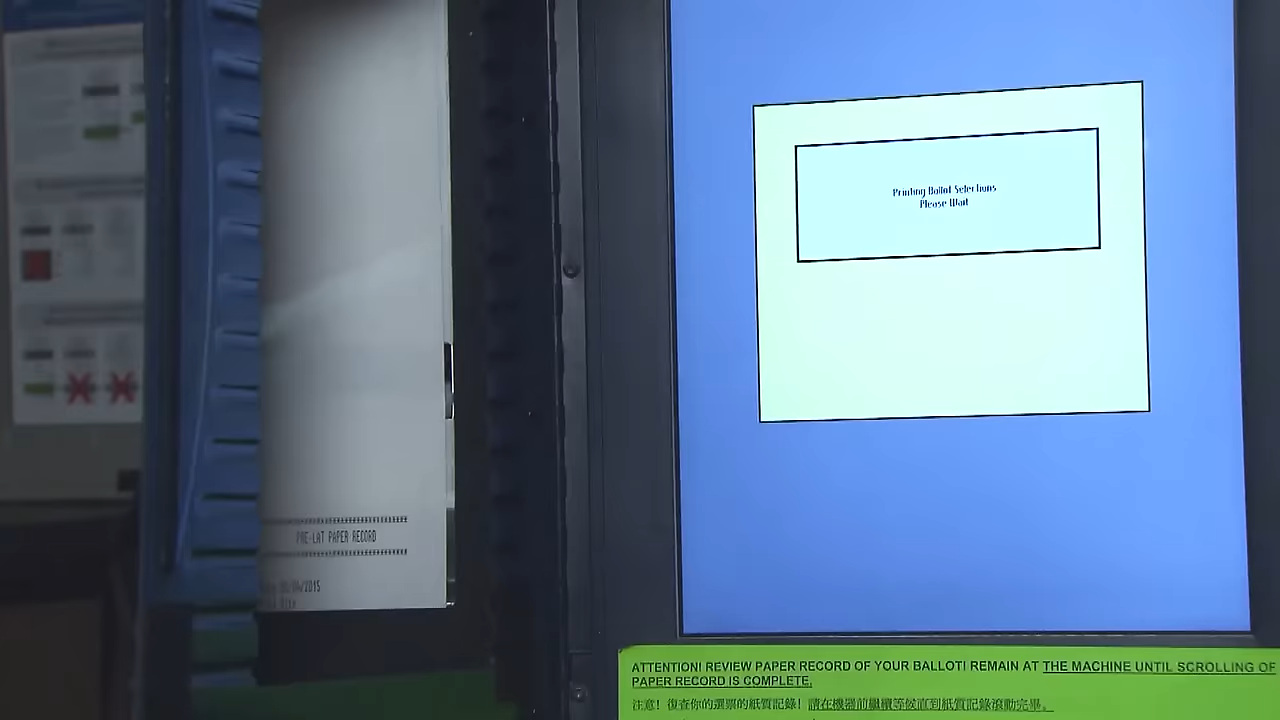 Printing Ballot Selections
Please Wait
PRE-LAT PAPER RECORD
/2015
ATTENTION! REVIEW PAPER RECORD OF YOUR BALLOT! REMAIN AT THE MACHINE UNTIL SCROLLING OF
PAPER RECORD IS COMPLETE.
注意! 復查你的選票的紙質記錄! 請在機器前繼續等候直到紙質記錄滾動完畢。